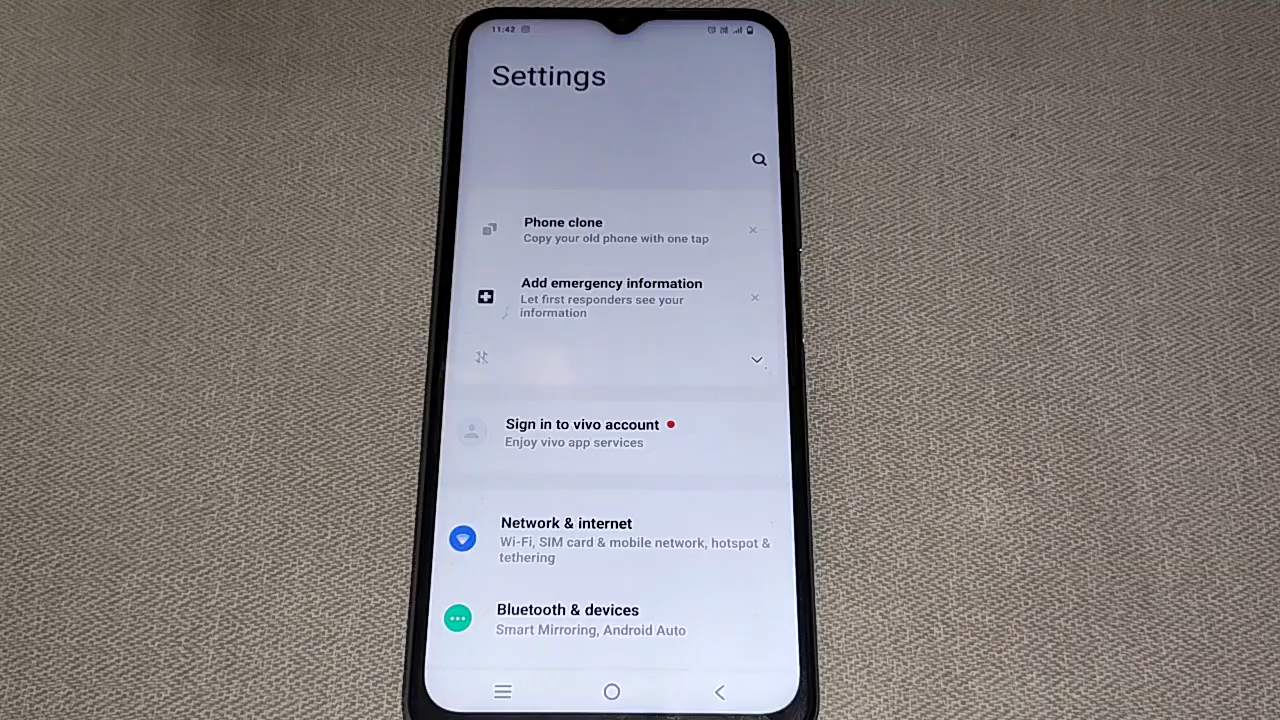 11:42
Settings
Phone clone
Copy your old phone with one tap
Add emergency information
Let first responders see your
information
Sign in to vivo account
Enjoy vivo app services
Network & internet
Wi-Fi, SIM card & mobile network, hotspot &
tethering
Bluetooth & devices
Smart Mirroring, Android Auto